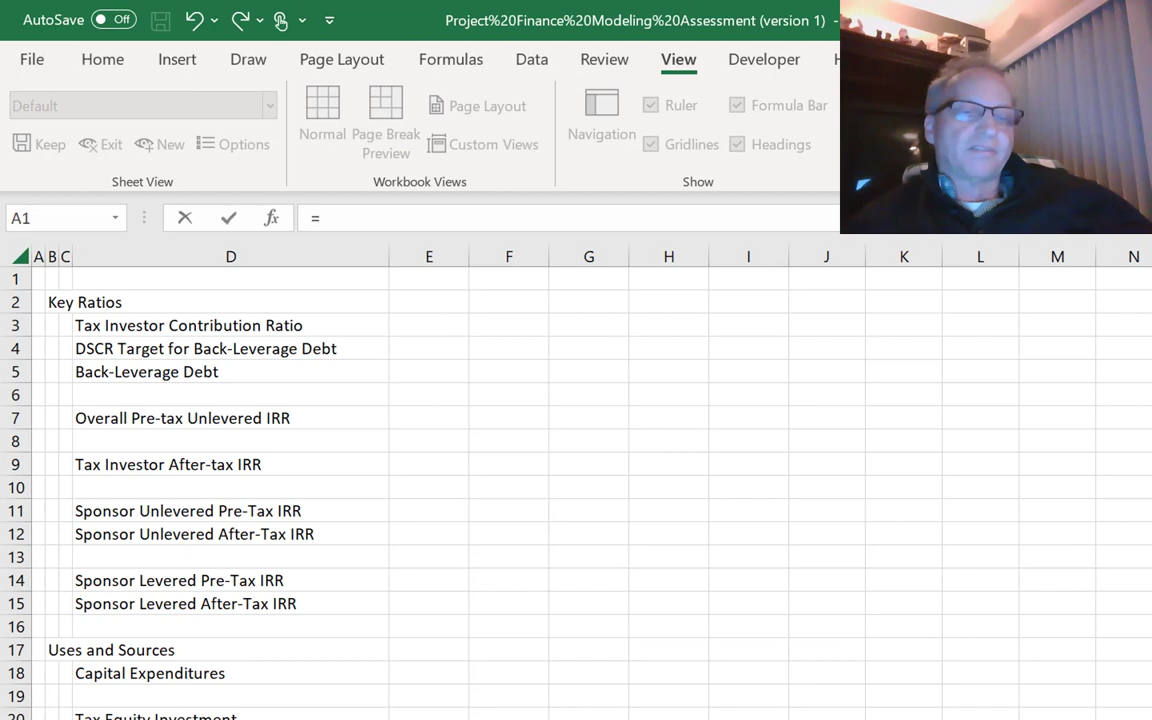 AutoSave Off Project%20Finance%20Modeling%20Assessment (version 1) -
File Home Insert Draw Page Layout Formulas Data Review View Developer
Default
Keep Exit New Options
Sheet View
Normal Page Break Preview
Page Layout
Custom Views
Workbook Views
Navigation
Ruler Formula Bar
Gridlines Headings
Show
A1 fx =
A B C D E F G H I J K L M N
1
2 Key Ratios
3 Tax Investor Contribution Ratio
4 DSCR Target for Back-Leverage Debt
5 Back-Leverage Debt
6
7 Overall Pre-tax Unlevered IRR
8
9 Tax Investor After-tax IRR
10
11 Sponsor Unlevered Pre-Tax IRR
12 Sponsor Unlevered After-Tax IRR
13
14 Sponsor Levered Pre-Tax IRR
15 Sponsor Levered After-Tax IRR
16
17 Uses and Sources
18 Capital Expenditures
19
20 Tax Equity Investment